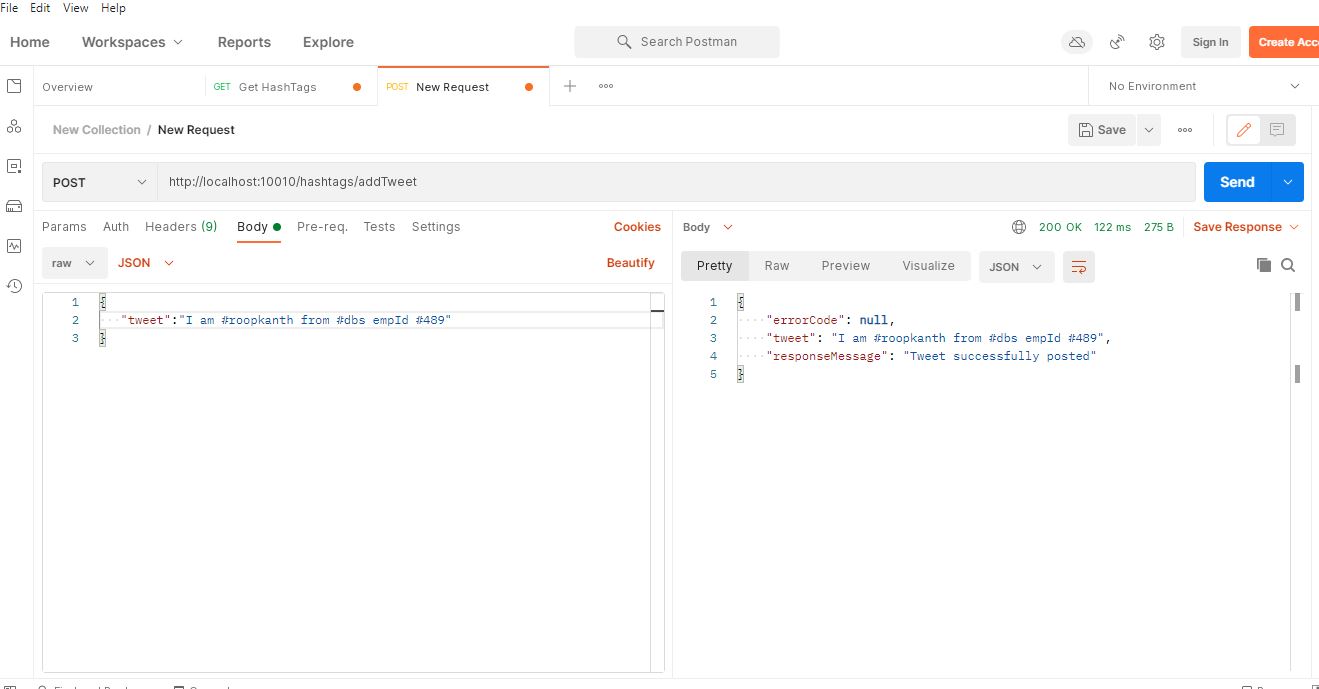 File Edit View Help
Home Workspaces Reports Explore Search Postman Sign In Create Acc
Overview GET Get HashTags POST New Request No Environment
New Collection / New Request Save
POST http://localhost:10010/hashtags/addTweet Send
Params Auth Headers (9) Body Pre-req. Tests Settings Cookies Body 200 OK 122 ms 275 B Save Response
raw JSON Beautify Pretty Raw Preview Visualize JSON
1 {
2 "tweet":"I am #roopkanth from #dbs empId #489"
3 }
1 {
2 "errorCode": null,
3 "tweet": "I am #roopkanth from #dbs empId #489",
4 "responseMessage": "Tweet successfully posted"
5 }